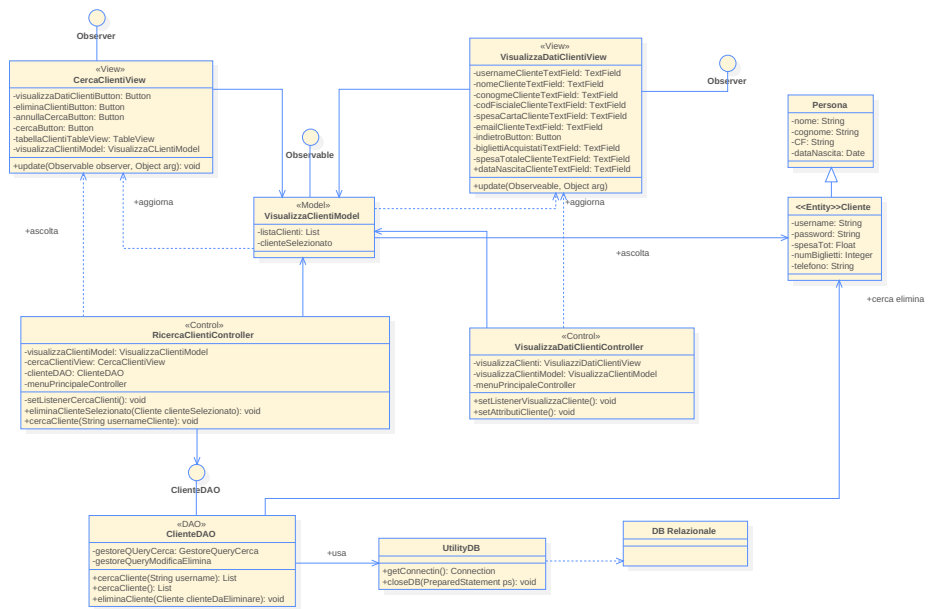 Observer
«View»
CercaClientiView
-visualizzaDatiClientiButton: Button
-eliminaClientiButton: Button
-annullaCercaButton: Button
-cercaButton: Button
-tabellaClientiTableView: TableView
-visualizzaClientiModel: VisualizzaClientiModel
+update(Observable observer, Object arg): void
«View»
VisualizzaDatiClientiView
-usernameClienteTextField: TextField
-nomeClienteTextField: TextField
-conogmeClienteTextField: TextField
-codFiscialeClienteTextField: TextField
-spesaCartaClienteTextField: TextField
-emailClienteTextField: TextField
-indietroButton: Button
-bigliettiAcquistatiTextField: TextField
-spesaTotaleClienteTextField: TextField
+dataNascitaClienteTextField: TextField
+update(Observeable, Object arg)
Observer
Persona
-nome: String
-cognome: String
-CF: String
-dataNascita: Date
Observable
+aggiorna
+ascolta
«Model»
VisualizzaClientiModel
-listaClienti: List
-clienteSelezionato
+aggiorna
+ascolta
<<Entity>>Cliente
-username: String
-password: String
-spesaTot: Float
-numBiglietti: Integer
-telefono: String
+cerca elimina
«Control»
RicercaClientiController
-visualizzaClientiModel: VisualizzaClientiModel
-cercaClientiView: CercaClientiView
-clienteDAO: ClienteDAO
-menuPrincipaleController
-setListenerCercaClienti(): void
+eliminaClienteSelezionato(Cliente clienteSelezionato): void
+cercaCliente(String usernameCliente): void
«Control»
VisualizzaDatiClientiController
-visualizzaClienti: VisuliazziDatiClientiView
-visualizzaClientiModel: VisualizzaClientiModel
-menuPrincipaleController
+setListenerVisualizzaCliente(): void
+setAttributiCliente(): void
ClienteDAO
«DAO»
ClienteDAO
-gestoreQUeryCerca: GestoreQueryCerca
-gestoreQueryModificaElimina
+cercaCliente(String username): List
+cercaCliente(): List
+eliminaCliente(Cliente clienteDaEliminare): void
+usa
UtilityDB
+getConnectin(): Connection
+closeDB(PreparedStatement ps): void
DB Relazionale